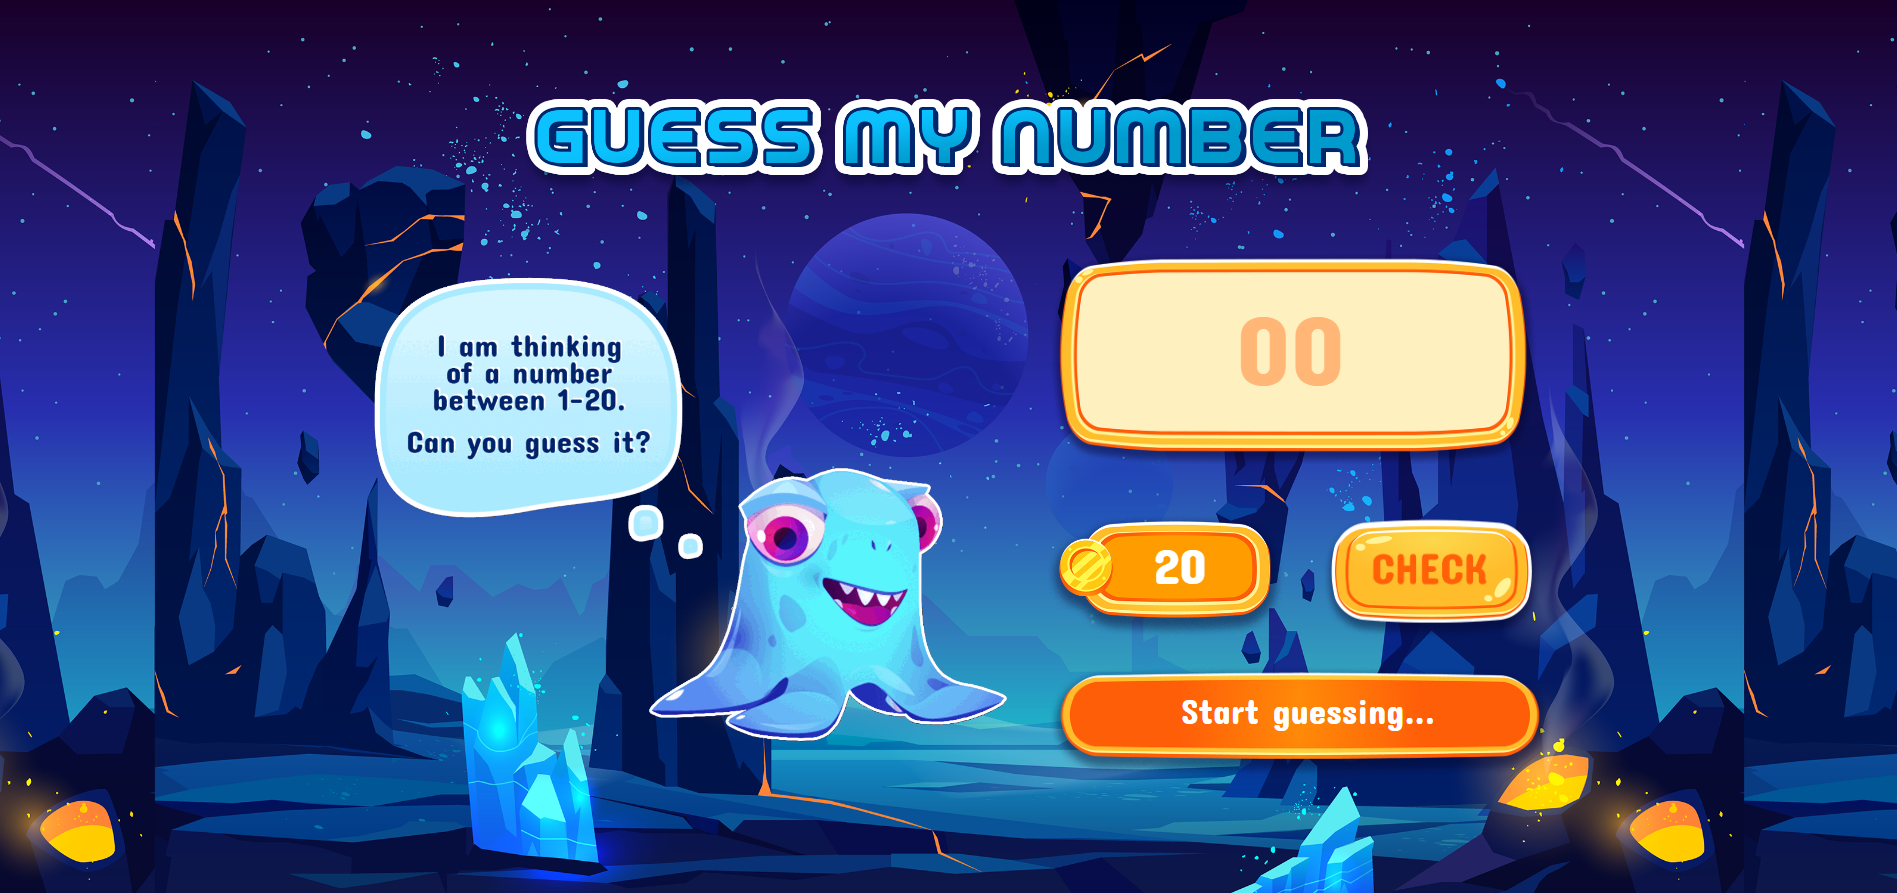 GUESS MY NUMBER
I am thinking
of a number
between 1-20.
Can you guess it?
00
20
CHECK
Start guessing...